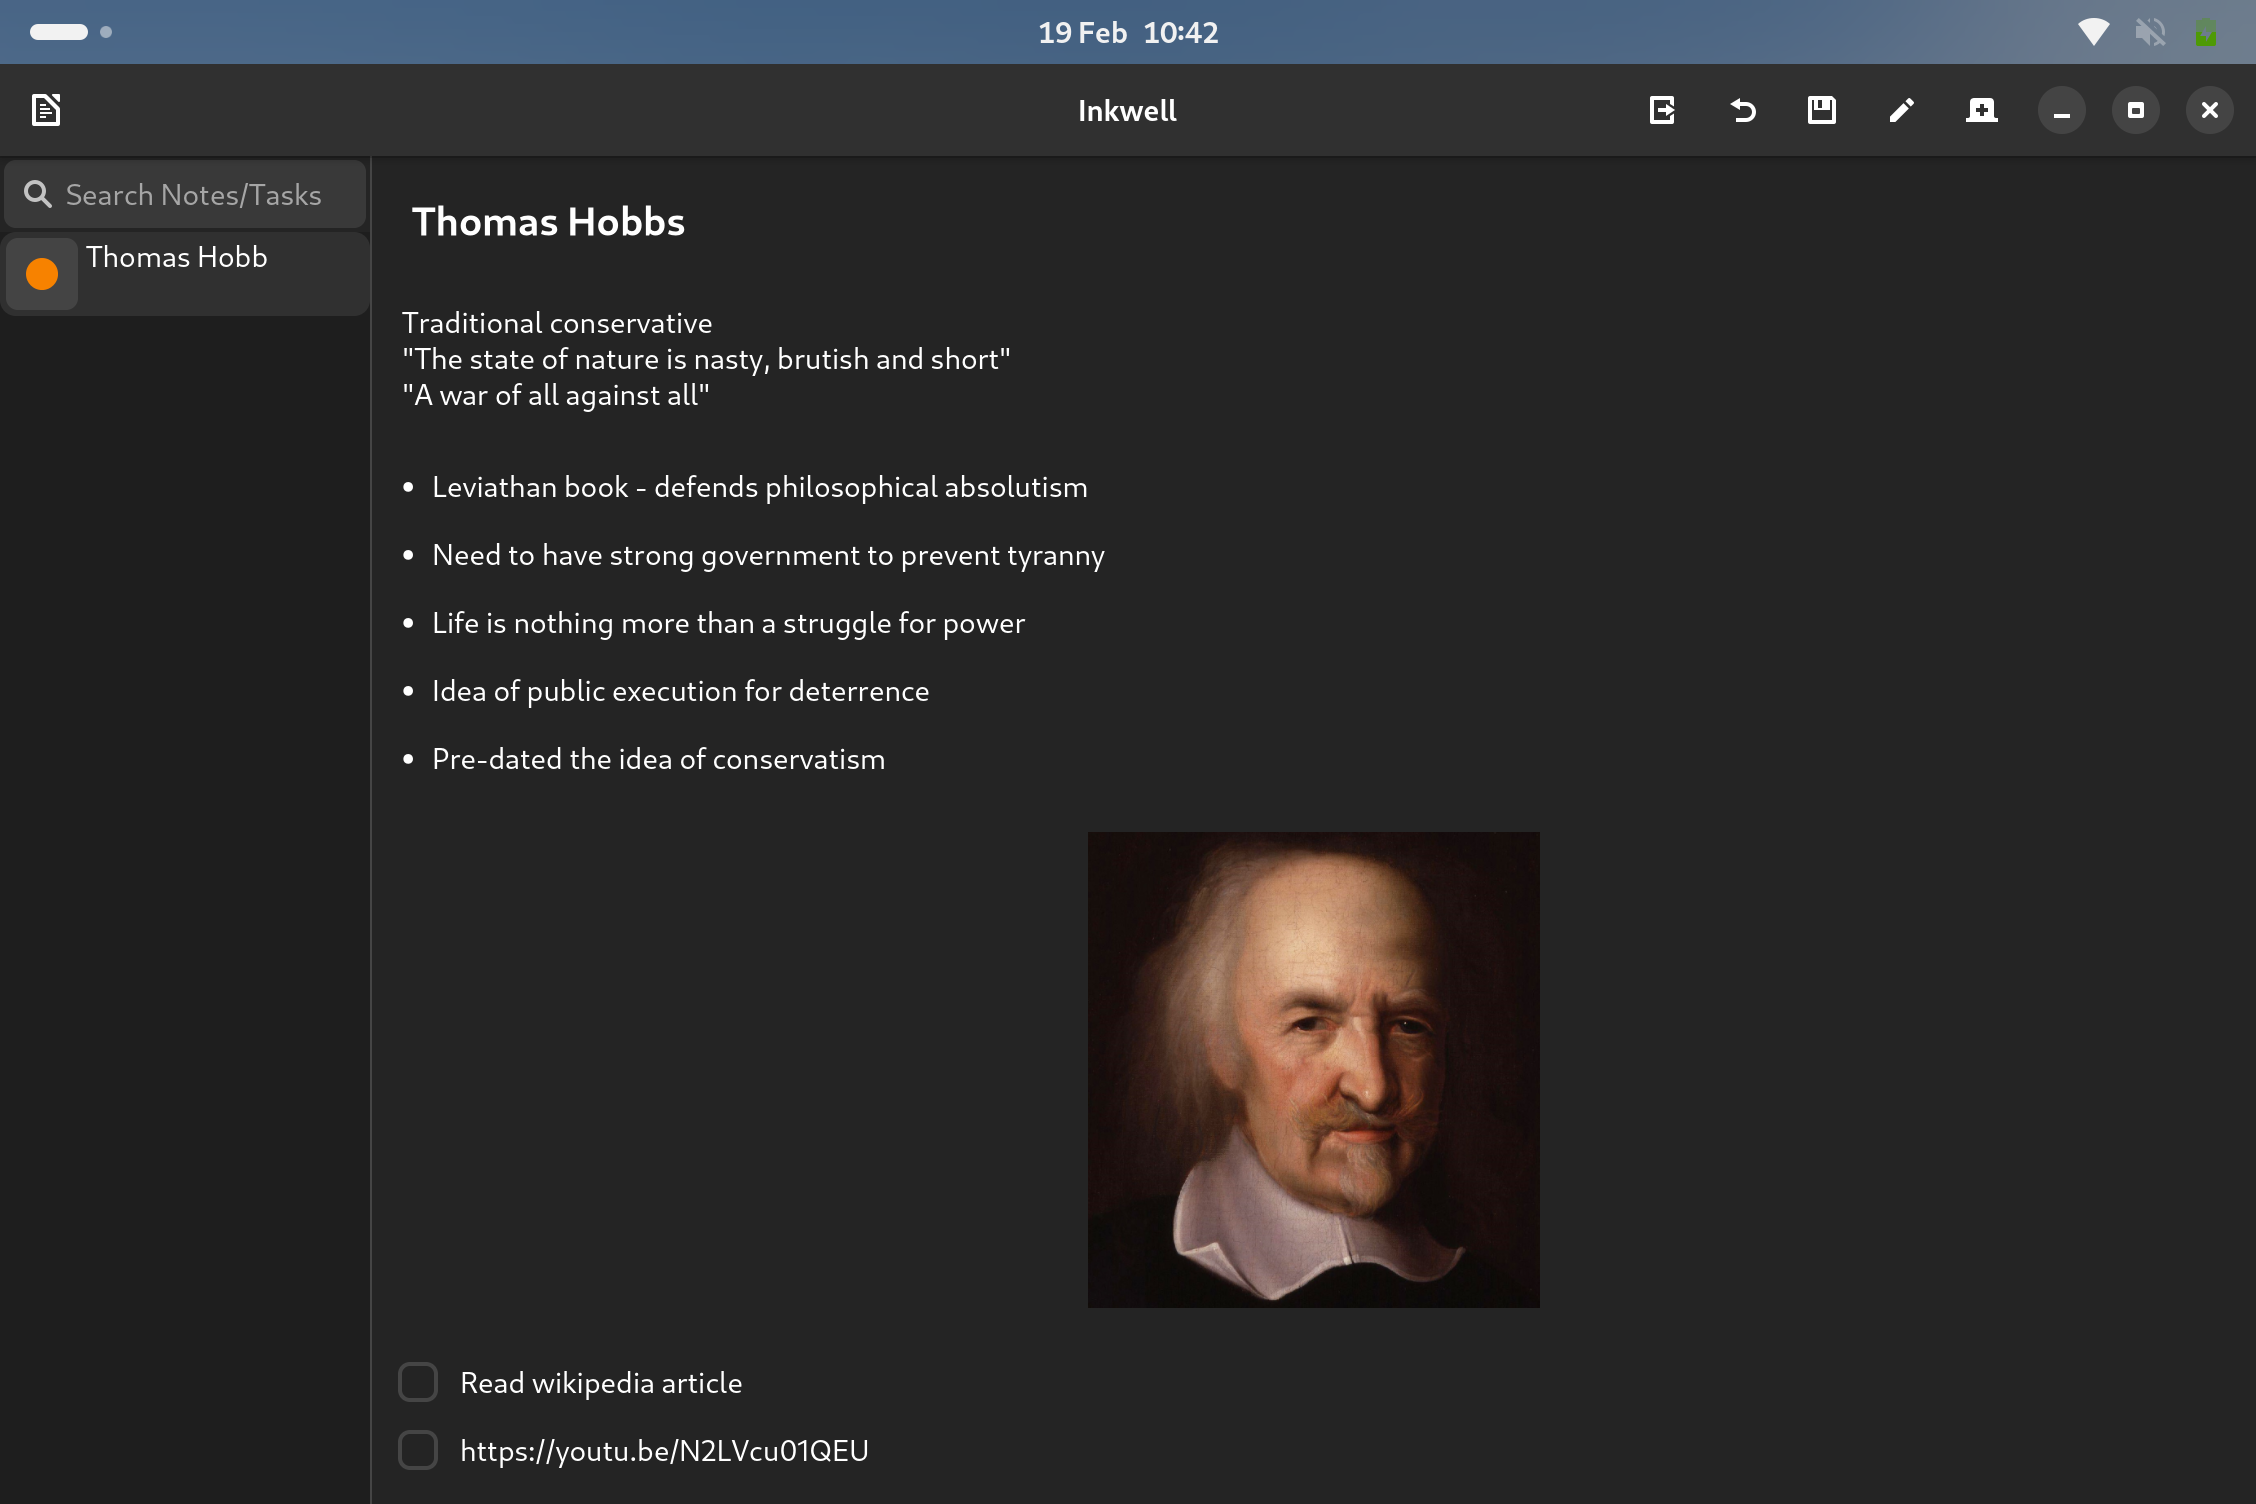 19 Feb 10:42
Inkwell
Search Notes/Tasks
Thomas Hobb
Thomas Hobbs
Traditional conservative
"The state of nature is nasty, brutish and short"
"A war of all against all"
• Leviathan book - defends philosophical absolutism
• Need to have strong government to prevent tyranny
• Life is nothing more than a struggle for power
• Idea of public execution for deterrence
• Pre-dated the idea of conservatism
Read wikipedia article
https://youtu.be/N2LVcu01QEU